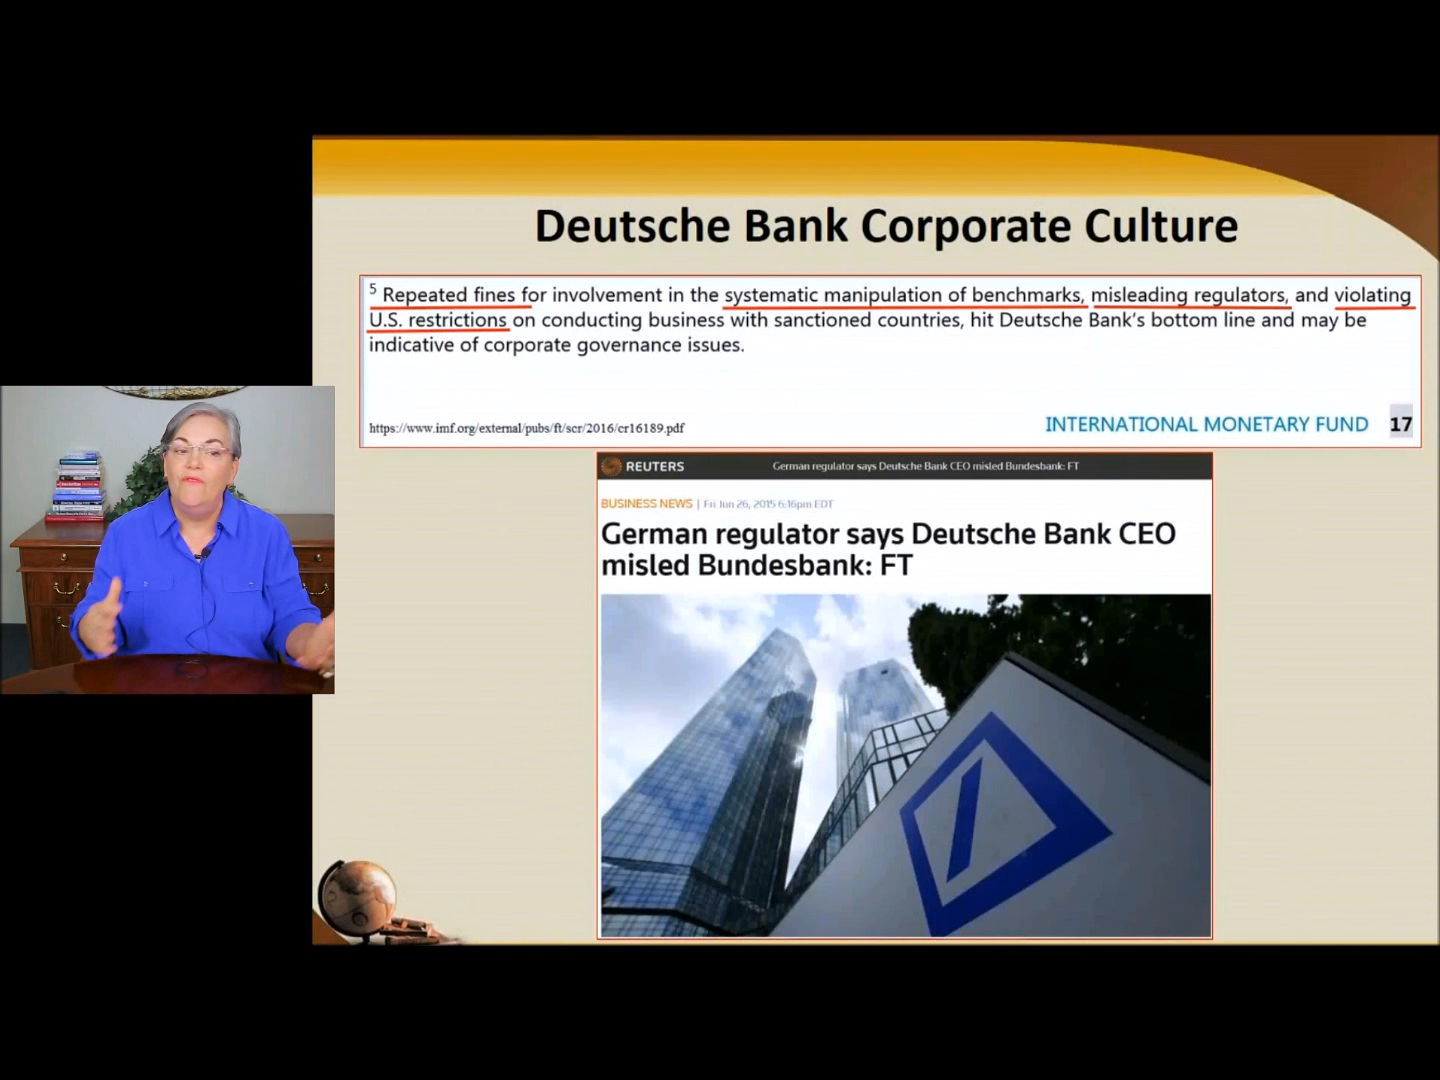 Deutsche Bank Corporate Culture
5 Repeated fines for involvement in the systematic manipulation of benchmarks, misleading regulators, and violating
U.S. restrictions on conducting business with sanctioned countries, hit Deutsche Bank's bottom line and may be
indicative of corporate governance issues.
https://www.imf.org/external/pubs/ft/scr/2016/cr16189.pdf
INTERNATIONAL MONETARY FUND 17
REUTERS German regulator says Deutsche Bank CEO misled Bundesbank: FT
BUSINESS NEWS | Fri Jun 26, 2015 6:16pm EDT
German regulator says Deutsche Bank CEO
misled Bundesbank: FT